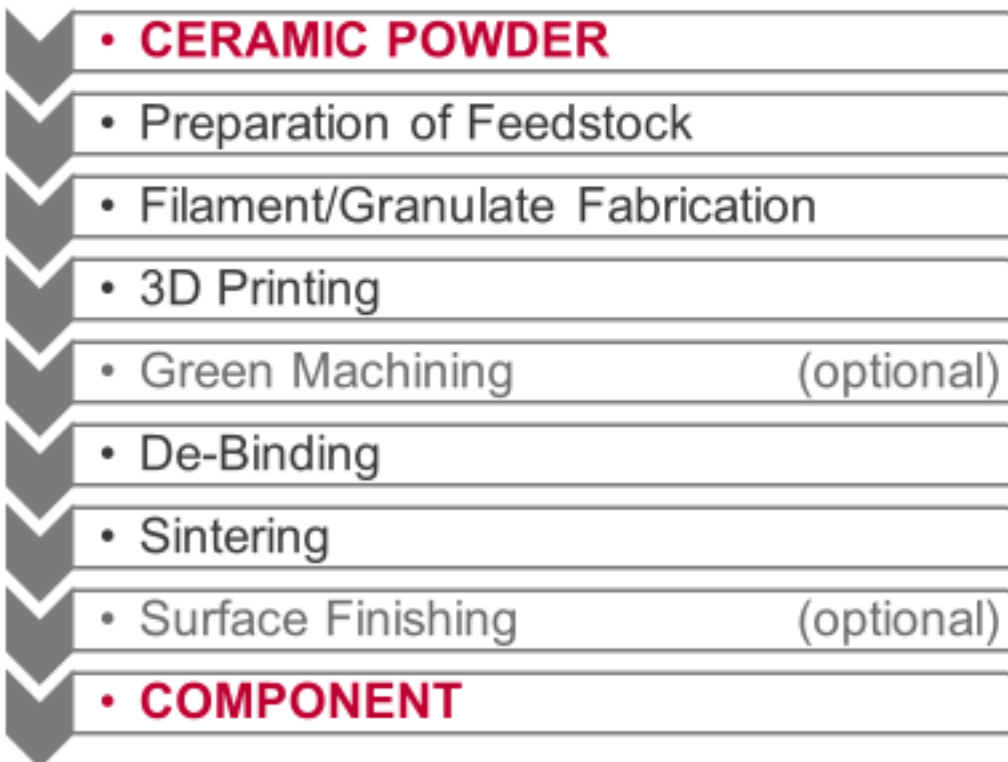 • CERAMIC POWDER
• Preparation of Feedstock
• Filament/Granulate Fabrication
• 3D Printing
• Green Machining (optional)
• De-Binding
• Sintering
• Surface Finishing (optional)
• COMPONENT